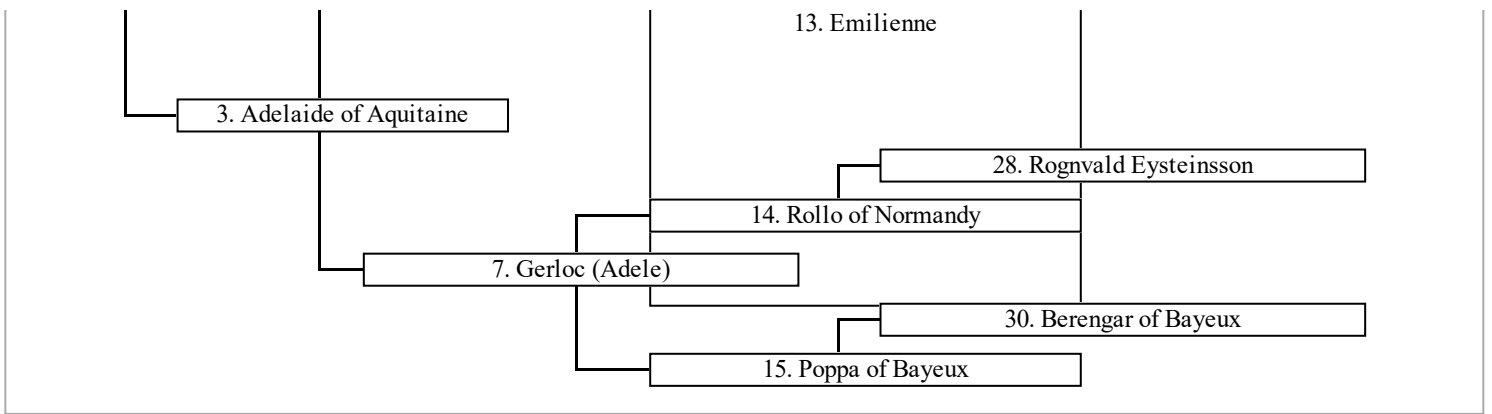 13. Emilienne
3. Adelaide of Aquitaine
28. Rognvald Eysteinsson
14. Rollo of Normandy
7. Gerloc (Adele)
30. Berengar of Bayeux
15. Poppa of Bayeux